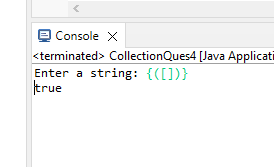 Console
<terminated> CollectionQues4 [Java Applicati
Enter a string: {([])}
true